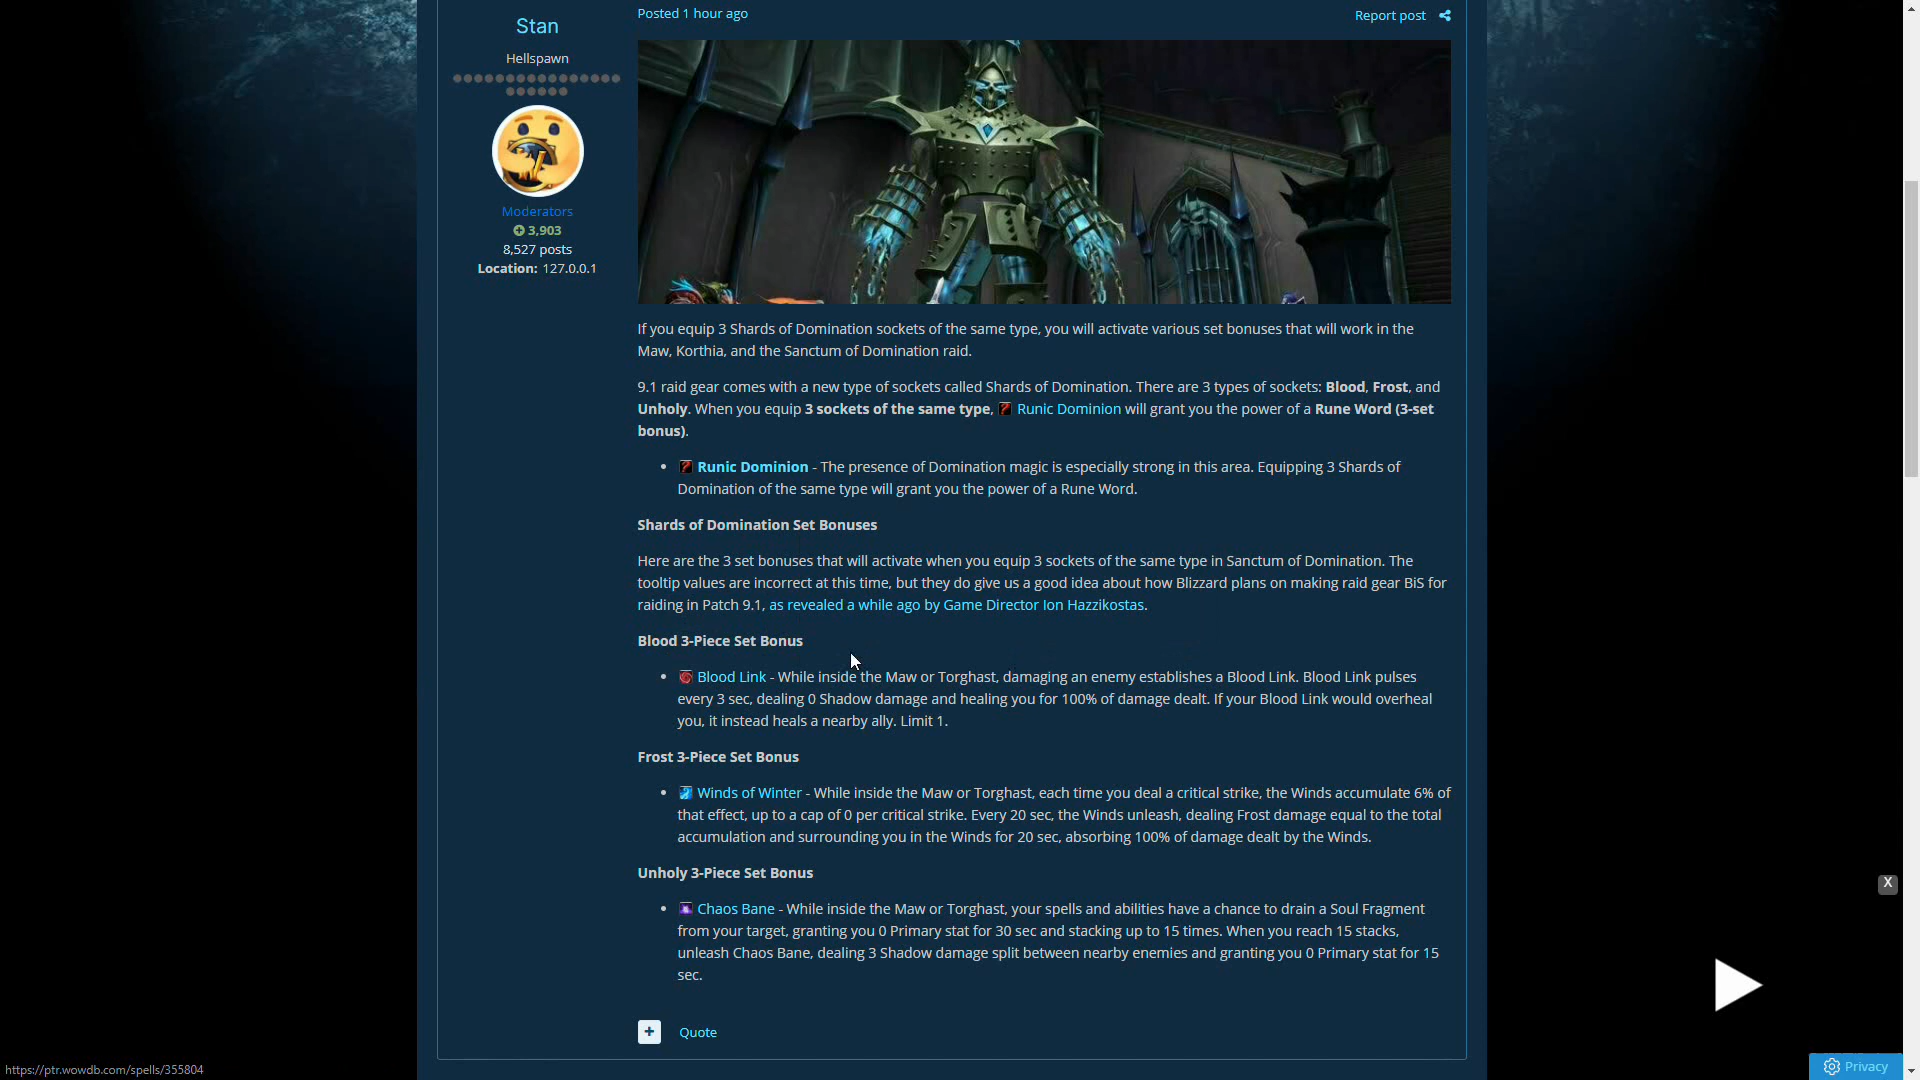 Stan
Hellspawn
Moderators
3,903
8,527 posts
Location: 127.0.0.1
Posted 1 hour ago
Report post
If you equip 3 Shards of Domination sockets of the same type, you will activate various set bonuses that will work in the
Maw, Korthia, and the Sanctum of Domination raid.
9.1 raid gear comes with a new type of sockets called Shards of Domination. There are 3 types of sockets: Blood, Frost, and
Unholy. When you equip 3 sockets of the same type, Runic Dominion will grant you the power of a Rune Word (3-set
bonus).
Runic Dominion - The presence of Domination magic is especially strong in this area. Equipping 3 Shards of
Domination of the same type will grant you the power of a Rune Word.
Shards of Domination Set Bonuses
Here are the 3 set bonuses that will activate when you equip 3 sockets of the same type in Sanctum of Domination. The
tooltip values are incorrect at this time, but they do give us a good idea about how Blizzard plans on making raid gear BiS for
raiding in Patch 9.1, as revealed a while ago by Game Director Ion Hazzikostas.
Blood 3-Piece Set Bonus
Blood Link - While inside the Maw or Torghast, damaging an enemy establishes a Blood Link. Blood Link pulses
every 3 sec, dealing 0 Shadow damage and healing you for 100% of damage dealt. If your Blood Link would overheal
you, it instead heals a nearby ally. Limit 1.
Frost 3-Piece Set Bonus
Winds of Winter - While inside the Maw or Torghast, each time you deal a critical strike, the Winds accumulate 6% of
that effect, up to a cap of 0 per critical strike. Every 20 sec, the Winds unleash, dealing Frost damage equal to the total
accumulation and surrounding you in the Winds for 20 sec, absorbing 100% of damage dealt by the Winds.
Unholy 3-Piece Set Bonus
Chaos Bane - While inside the Maw or Torghast, your spells and abilities have a chance to drain a Soul Fragment
from your target, granting you 0 Primary stat for 30 sec and stacking up to 15 times. When you reach 15 stacks,
unleash Chaos Bane, dealing 3 Shadow damage split between nearby enemies and granting you 0 Primary stat for 15
sec.
+ Quote
X
https://ptr.wowdb.com/spells/355804
Privacy